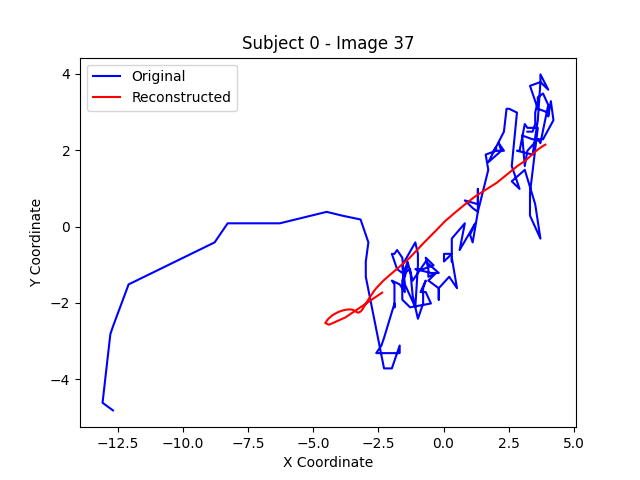 Subject 0 - Image 37
Original
Reconstructed
4
2
0
−2
−4
Y Coordinate
−12.5 −10.0 −7.5 −5.0 −2.5 0.0 2.5 5.0
X Coordinate